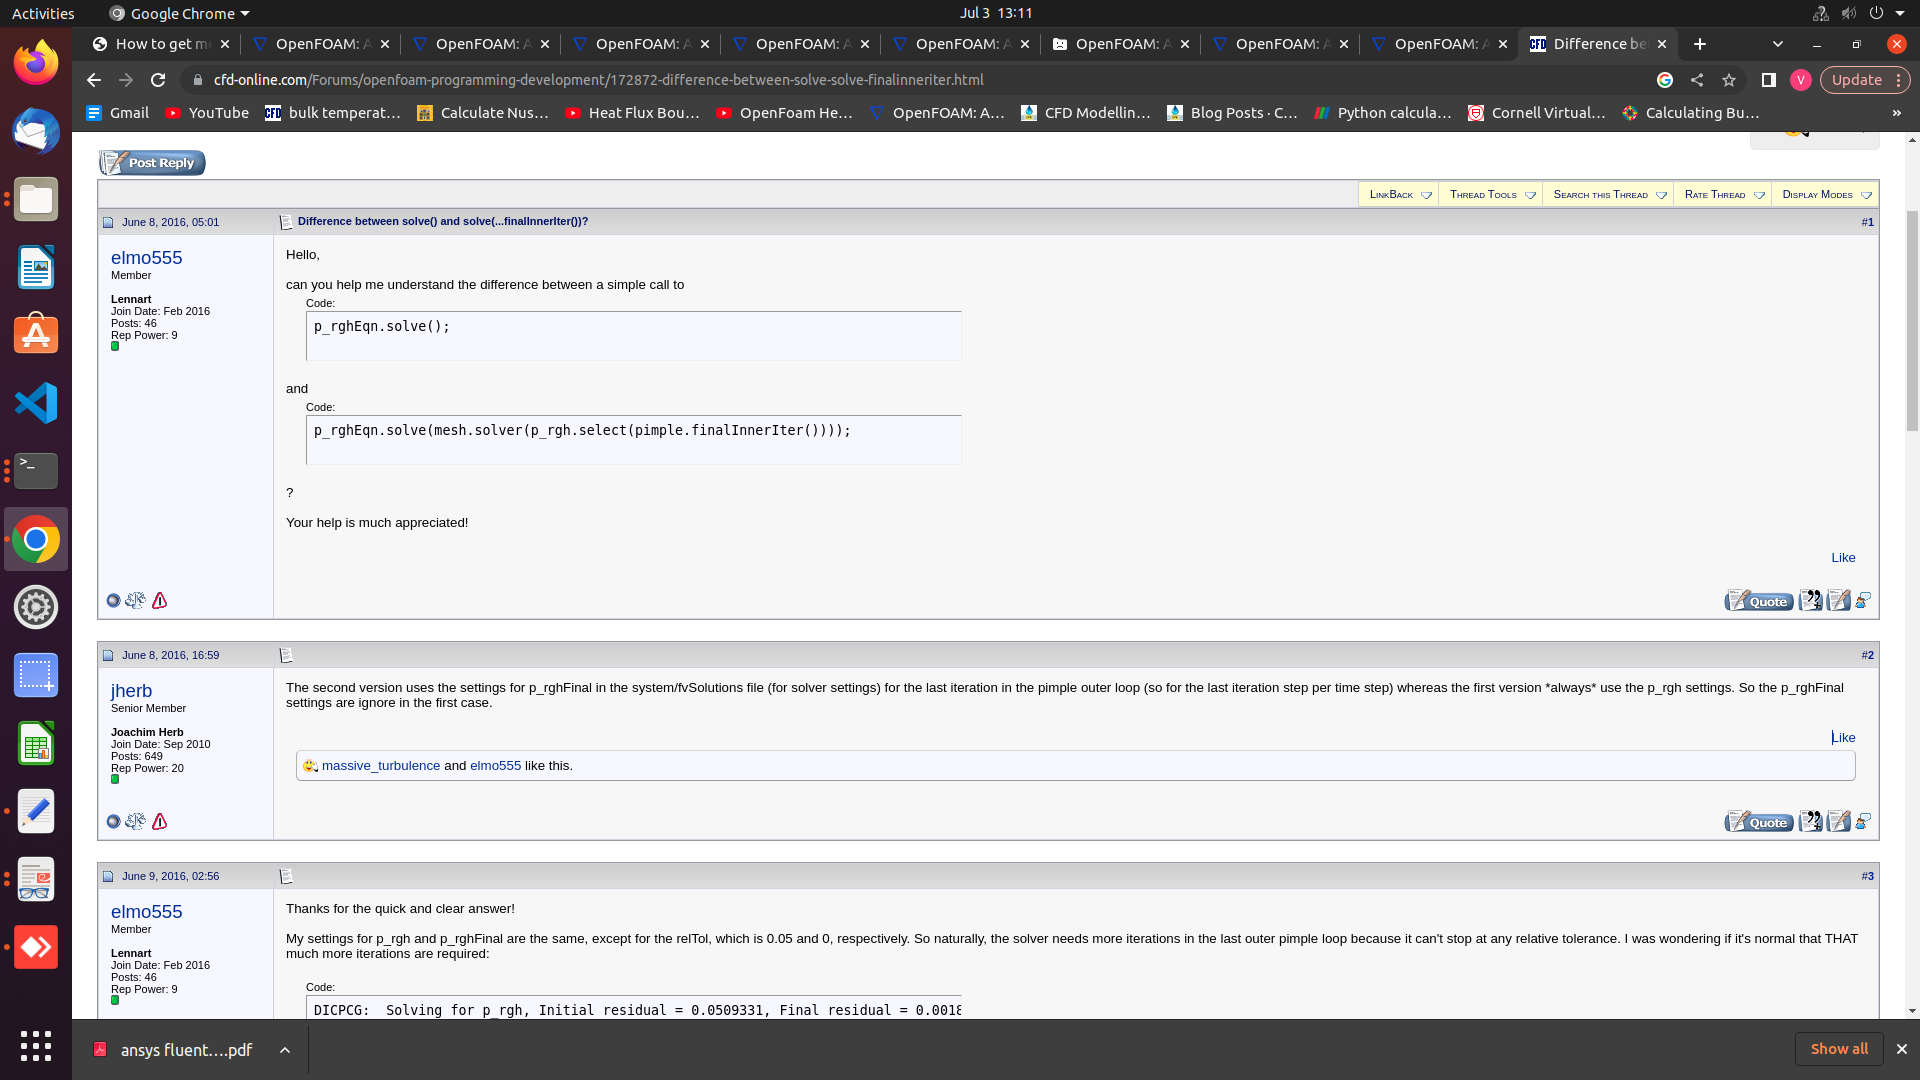 Activities
Google Chrome
Jul 3 13:11
How to get m
OpenFOAM: A
OpenFOAM: A
OpenFOAM: A
OpenFOAM: A
OpenFOAM: A
OpenFOAM: A
OpenFOAM: A
OpenFOAM: A
CFD
Difference be
cfd-online.com/Forums/openfoam-programming-development/172872-difference-between-solve-solve-finalinneriter.html
V
Update
Gmail
YouTube
CFD
bulk temperat…
Calculate Nus…
Heat Flux Bou…
OpenFoam He…
OpenFOAM: A…
CFD Modellin…
Blog Posts · C…
Python calcula…
Cornell Virtual…
Calculating Bu…
»
Post Reply
LinkBack
Thread Tools
Search this Thread
Rate Thread
Display Modes
June 8, 2016, 05:01
Difference between solve() and solve(...finalInnerIter())?
#1
elmo555
Member
Lennart
Join Date: Feb 2016
Posts: 46
Rep Power: 9
Hello,
can you help me understand the difference between a simple call to
Code:
p_rghEqn.solve();
and
Code:
p_rghEqn.solve(mesh.solver(p_rgh.select(pimple.finalInnerIter())));
?
Your help is much appreciated!
Like
Quote
June 8, 2016, 16:59
#2
jherb
Senior Member
Joachim Herb
Join Date: Sep 2010
Posts: 649
Rep Power: 20
The second version uses the settings for p_rghFinal in the system/fvSolutions file (for solver settings) for the last iteration in the pimple outer loop (so for the last iteration step per time step) whereas the first version *always* use the p_rgh settings. So the p_rghFinal
settings are ignore in the first case.
Like
massive_turbulence and elmo555 like this.
Quote
June 9, 2016, 02:56
#3
elmo555
Member
Lennart
Join Date: Feb 2016
Posts: 46
Rep Power: 9
Thanks for the quick and clear answer!
My settings for p_rgh and p_rghFinal are the same, except for the relTol, which is 0.05 and 0, respectively. So naturally, the solver needs more iterations in the last outer pimple loop because it can't stop at any relative tolerance. I was wondering if it's normal that THAT
much more iterations are required:
Code:
DICPCG:  Solving for p_rgh, Initial residual = 0.0509331, Final residual = 0.0018
ansys fluent….pdf
Show all